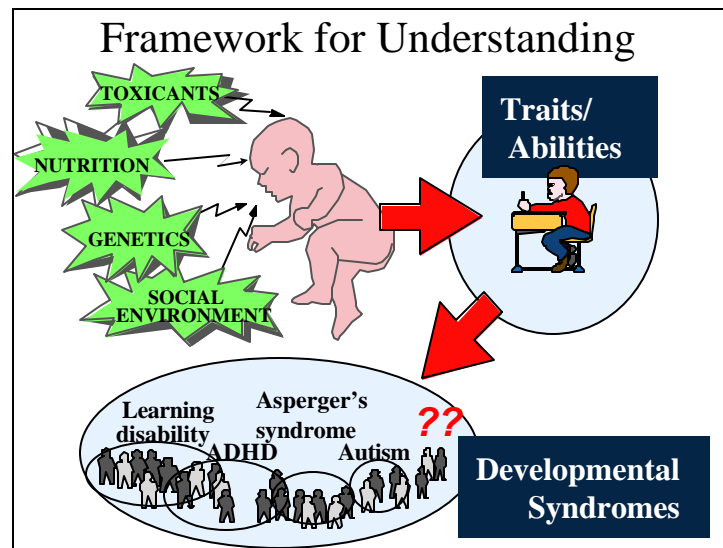 Framework for Understanding
TOXICANTS
NUTRITION
GENETICS
SOCIAL
ENVIRONMENT
Traits/
Abilities
Learning
disability
ADHD
Asperger's
syndrome
Autism
??
Developmental
Syndromes